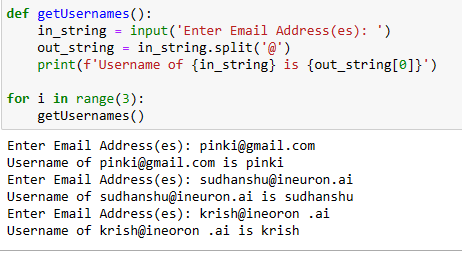 def getUsernames():
    in_string = input('Enter Email Address(es): ')
    out_string = in_string.split('@')
    print(f'Username of {in_string} is {out_string[0]}')
for i in range(3):
    getUsernames()
Enter Email Address(es): pinki@gmail.com
Username of pinki@gmail.com is pinki
Enter Email Address(es): sudhanshu@ineuron.ai
Username of sudhanshu@ineuron.ai is sudhanshu
Enter Email Address(es): krish@ineoron .ai
Username of krish@ineoron .ai is krish